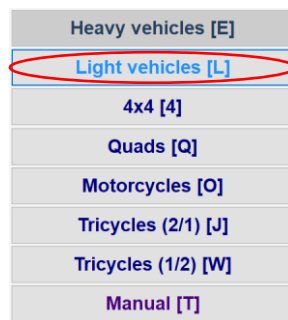 Heavy vehicles [E]
Light vehicles [L]
4x4 [4]
Quads [Q]
Motorcycles [O]
Tricycles (2/1) [J]
Tricycles (1/2) [W]
Manual [T]